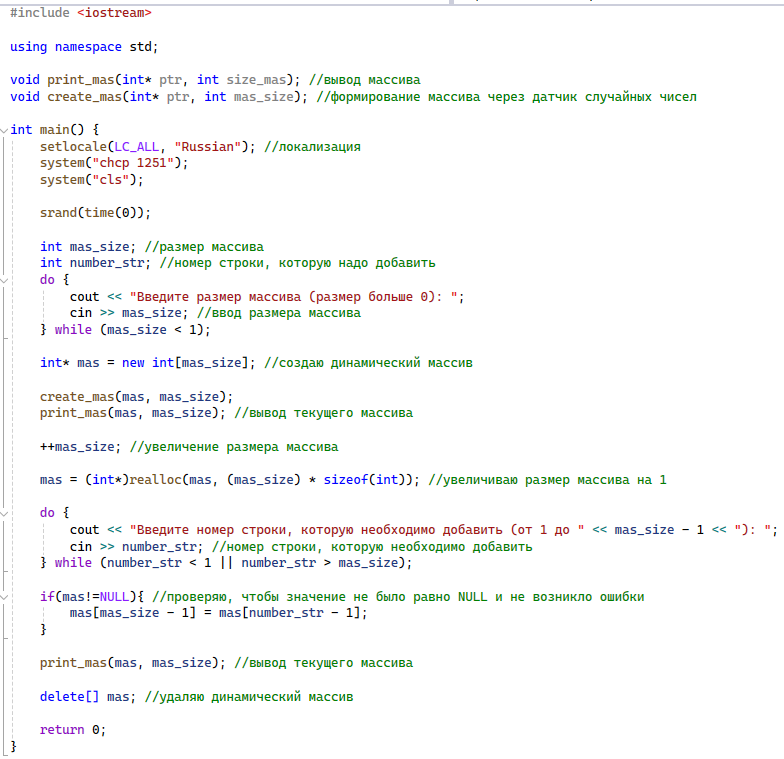 #include <iostream>
using namespace std;
void print_mas(int* ptr, int size_mas); //вывод массива
void create_mas(int* ptr, int mas_size); //формирование массива через датчик случайных чисел
int main() {
setlocale(LC_ALL, "Russian"); //локализация
system("chcp 1251");
system("cls");
srand(time(0));
int mas_size; //размер массива
int number_str; //номер строки, которую надо добавить
do {
cout << "Введите размер массива (размер больше 0): ";
cin >> mas_size; //ввод размера массива
} while (mas_size < 1);
int* mas = new int[mas_size]; //создаю динамический массив
create_mas(mas, mas_size);
print_mas(mas, mas_size); //вывод текущего массива
++mas_size; //увеличение размера массива
mas = (int*)realloc(mas, (mas_size) * sizeof(int)); //увеличиваю размер массива на 1
do {
cout << "Введите номер строки, которую необходимо добавить (от 1 до " << mas_size - 1 << "): ";
cin >> number_str; //номер строки, которую необходимо добавить
} while (number_str < 1 || number_str > mas_size);
if(mas!=NULL){ //проверяю, чтобы значение не было равно NULL и не возникло ошибки
mas[mas_size - 1] = mas[number_str - 1];
}
print_mas(mas, mas_size); //вывод текущего массива
delete[] mas; //удаляю динамический массив
return 0;
}